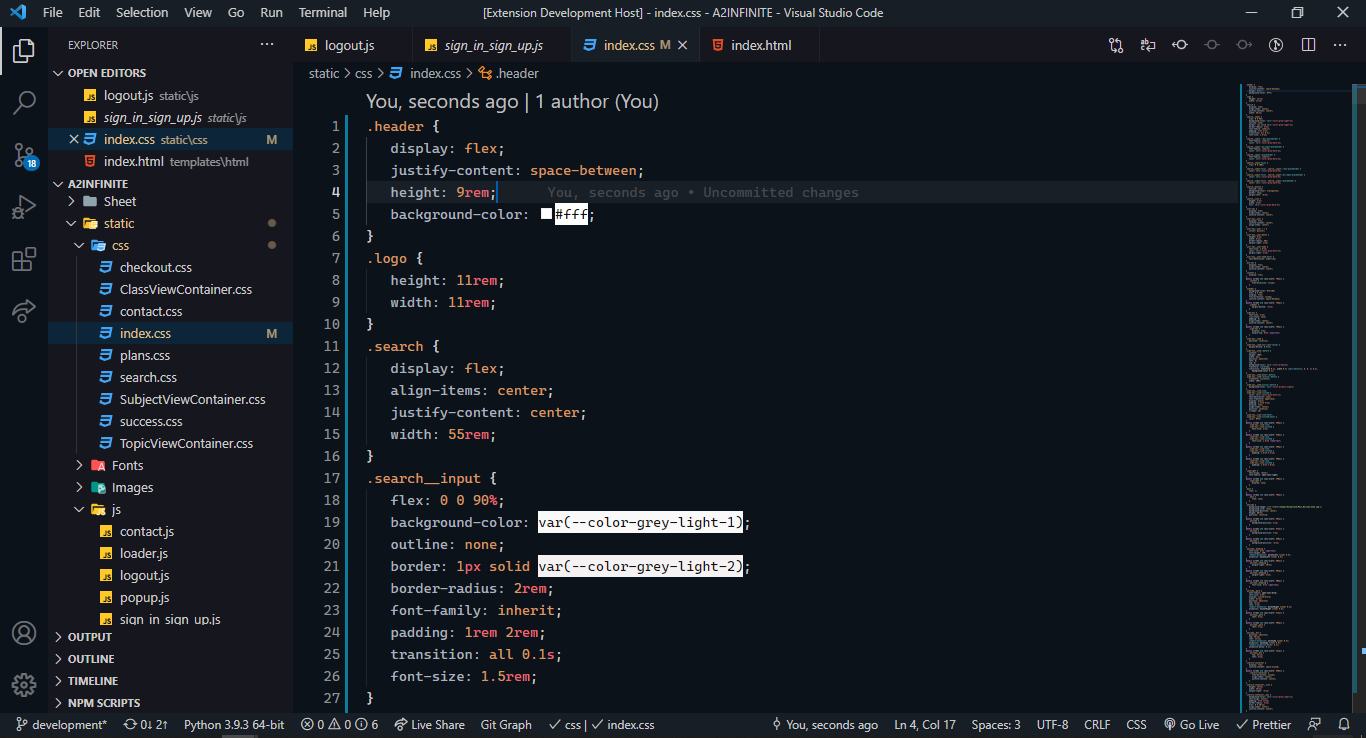 File Edit Selection View Go Run Terminal Help [Extension Development Host] - index.css - A2INFINITE - Visual Studio Code
EXPLORER
OPEN EDITORS
logout.js static\js
sign_in_sign_up.js static\js
index.css static\css M
index.html templates\html
A2INFINITE
Sheet
static
css
checkout.css
ClassViewContainer.css
contact.css
index.css M
plans.css
search.css
SubjectViewContainer.css
success.css
TopicViewContainer.css
Fonts
Images
js
contact.js
loader.js
logout.js
popup.js
sign_in_sign_up.js
OUTPUT
OUTLINE
TIMELINE
NPM SCRIPTS
18
logout.js sign_in_sign_up.js index.css M index.html
static > css > index.css > .header
You, seconds ago | 1 author (You)
1 .header {
2 display: flex;
3 justify-content: space-between;
4 height: 9rem; You, seconds ago • Uncommitted changes
5 background-color: #fff;
6 }
7 .logo {
8 height: 11rem;
9 width: 11rem;
10 }
11 .search {
12 display: flex;
13 align-items: center;
14 justify-content: center;
15 width: 55rem;
16 }
17 .search__input {
18 flex: 0 0 90%;
19 background-color: var(--color-grey-light-1);
20 outline: none;
21 border: 1px solid var(--color-grey-light-2);
22 border-radius: 2rem;
23 font-family: inherit;
24 padding: 1rem 2rem;
25 transition: all 0.1s;
26 font-size: 1.5rem;
27 }
development* 0↓ 2↑ Python 3.9.3 64-bit 0 0 6 Live Share Git Graph css | index.css You, seconds ago Ln 4, Col 17 Spaces: 3 UTF-8 CRLF CSS Go Live Prettier